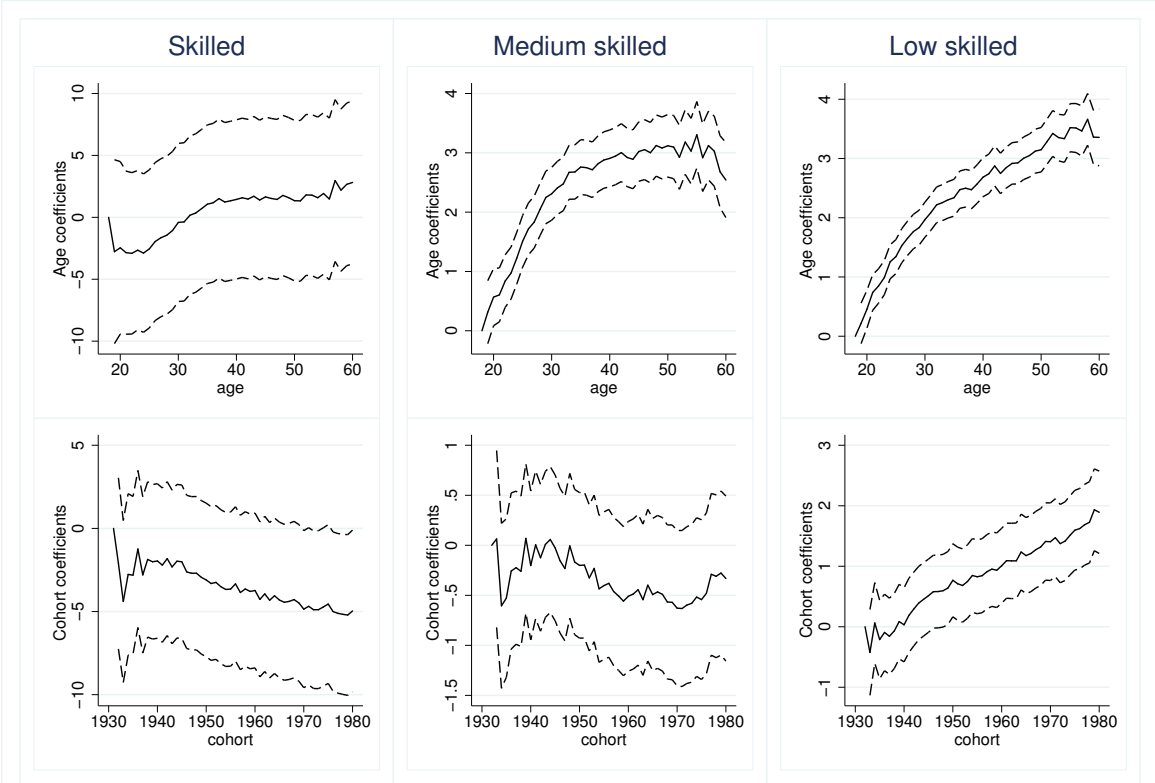 Skilled
Medium skilled
Low skilled
Age coefficients
−10 −5 0 5 10
20 30 40 50 60
age
Age coefficients
0 1 2 3 4
20 30 40 50 60
age
Age coefficients
0 1 2 3 4
20 30 40 50 60
age
Cohort coefficients
−10 −5 0 5
1930 1940 1950 1960 1970 1980
cohort
Cohort coefficients
−1.5 −1 −.5 0 .5 1
1930 1940 1950 1960 1970 1980
cohort
Cohort coefficients
−1 0 1 2 3
1930 1940 1950 1960 1970 1980
cohort